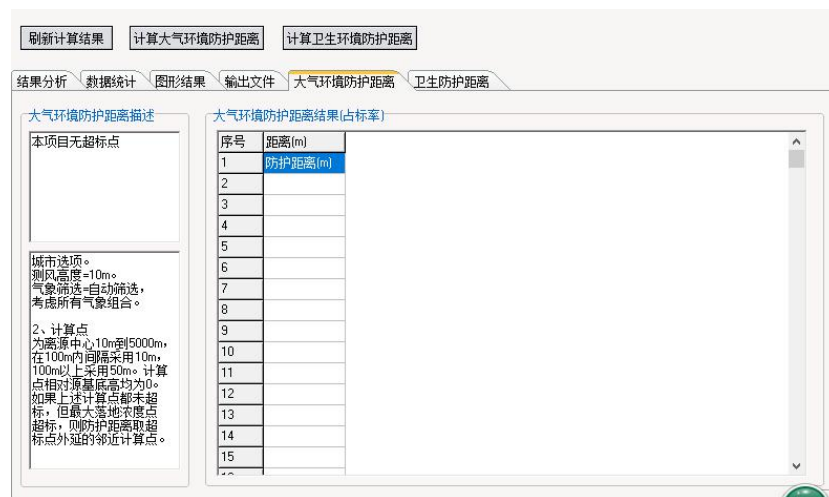 刷新计算结果 计算大气环境防护距离 计算卫生环境防护距离
结果分析 数据统计 图形结果 输出文件 大气环境防护距离 卫生防护距离
大气环境防护距离描述
本项目无超标点
城市选项。
测风高度=10m。
气象筛选=自动筛选，
考虑所有气象组合。
2、计算点
为离源中心10m到5000m，
在100m内间隔采用10m，
100m以上采用50m。计算
点相对源基底高均为0。
如果上述计算点都未超
标，但最大落地浓度点
超标，则防护距离取超
标点外延的邻近计算点。
大气环境防护距离结果(占标率)
序号 距离(m)
1 防护距离(m)
2
3
4
5
6
7
8
9
10
11
12
13
14
15